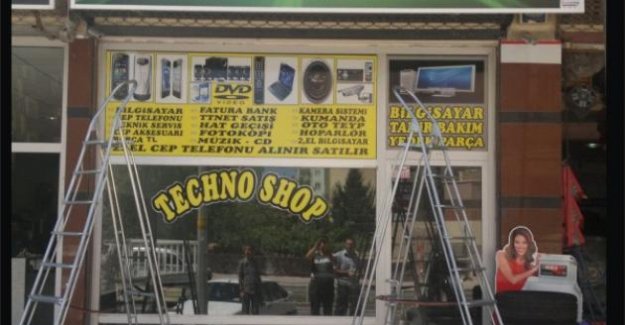 DVD
VIDEO
BİLGİSAYAR
CEP TELEFONU
TEKNİK SERVİS
CEP AKSESUARI
FATURA BANK
TTNET SATIŞ
HAT GEÇİŞİ
FOTOKOPİ
MÜZİK - CD
KAMERA SİSTEMİ
KUMANDA
OTO TEYP
HOPARLÖR
2.EL BİLGİSAYAR
2.EL CEP TELEFONU ALINIR SATILIR
BİLGİSAYAR
TAMİR BAKIM
YEDEK PARÇA
TECHNO SHOP